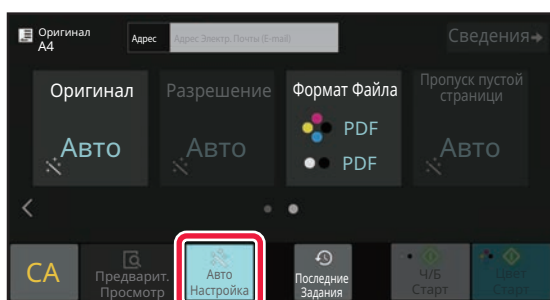 Оригинал
A4
Адрес
Адрес Электр. Почты (E-mail)
Сведения
Оригинал
Авто
Разрешение
Авто
Формат Файла
PDF
PDF
Пропуск пустой
страници
Авто
CA
Предварит.
Просмотр
Авто
Настройка
Последние
Задания
Ч/Б
Старт
Цвет
Старт